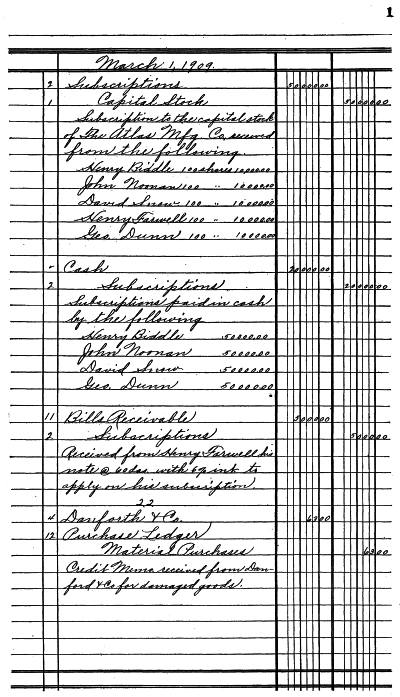 1
March 1, 1909.
2 Subscriptions 5000000
1 Capital Stock 5000000
Subscription to the capital stock
of The Atlas Mfg. Co. received
from the following.
Henry Biddle 100 shares 1000000
John Noonan 100 " 1000000
David Snow 100 " 1000000
Henry Farwell 100 " 1000000
Geo. Dunn 100 " 1000000
Cash 2000000
2 Subscriptions 2000000
Subscriptions paid in cash
by the following
Henry Biddle 500000
John Noonan 500000
David Snow 500000
Geo. Dunn 500000
11 Bills Receivable 500000
2 Subscriptions 500000
Received from Henry Farwell his
note @ 60 das. with 6% int. to
apply on his subscription.
22
Danforth & Co. 6300
12 Purchase Ledger
Material Purchases 6300
Credit Memo received from Dan-
ford & Co for damaged goods.